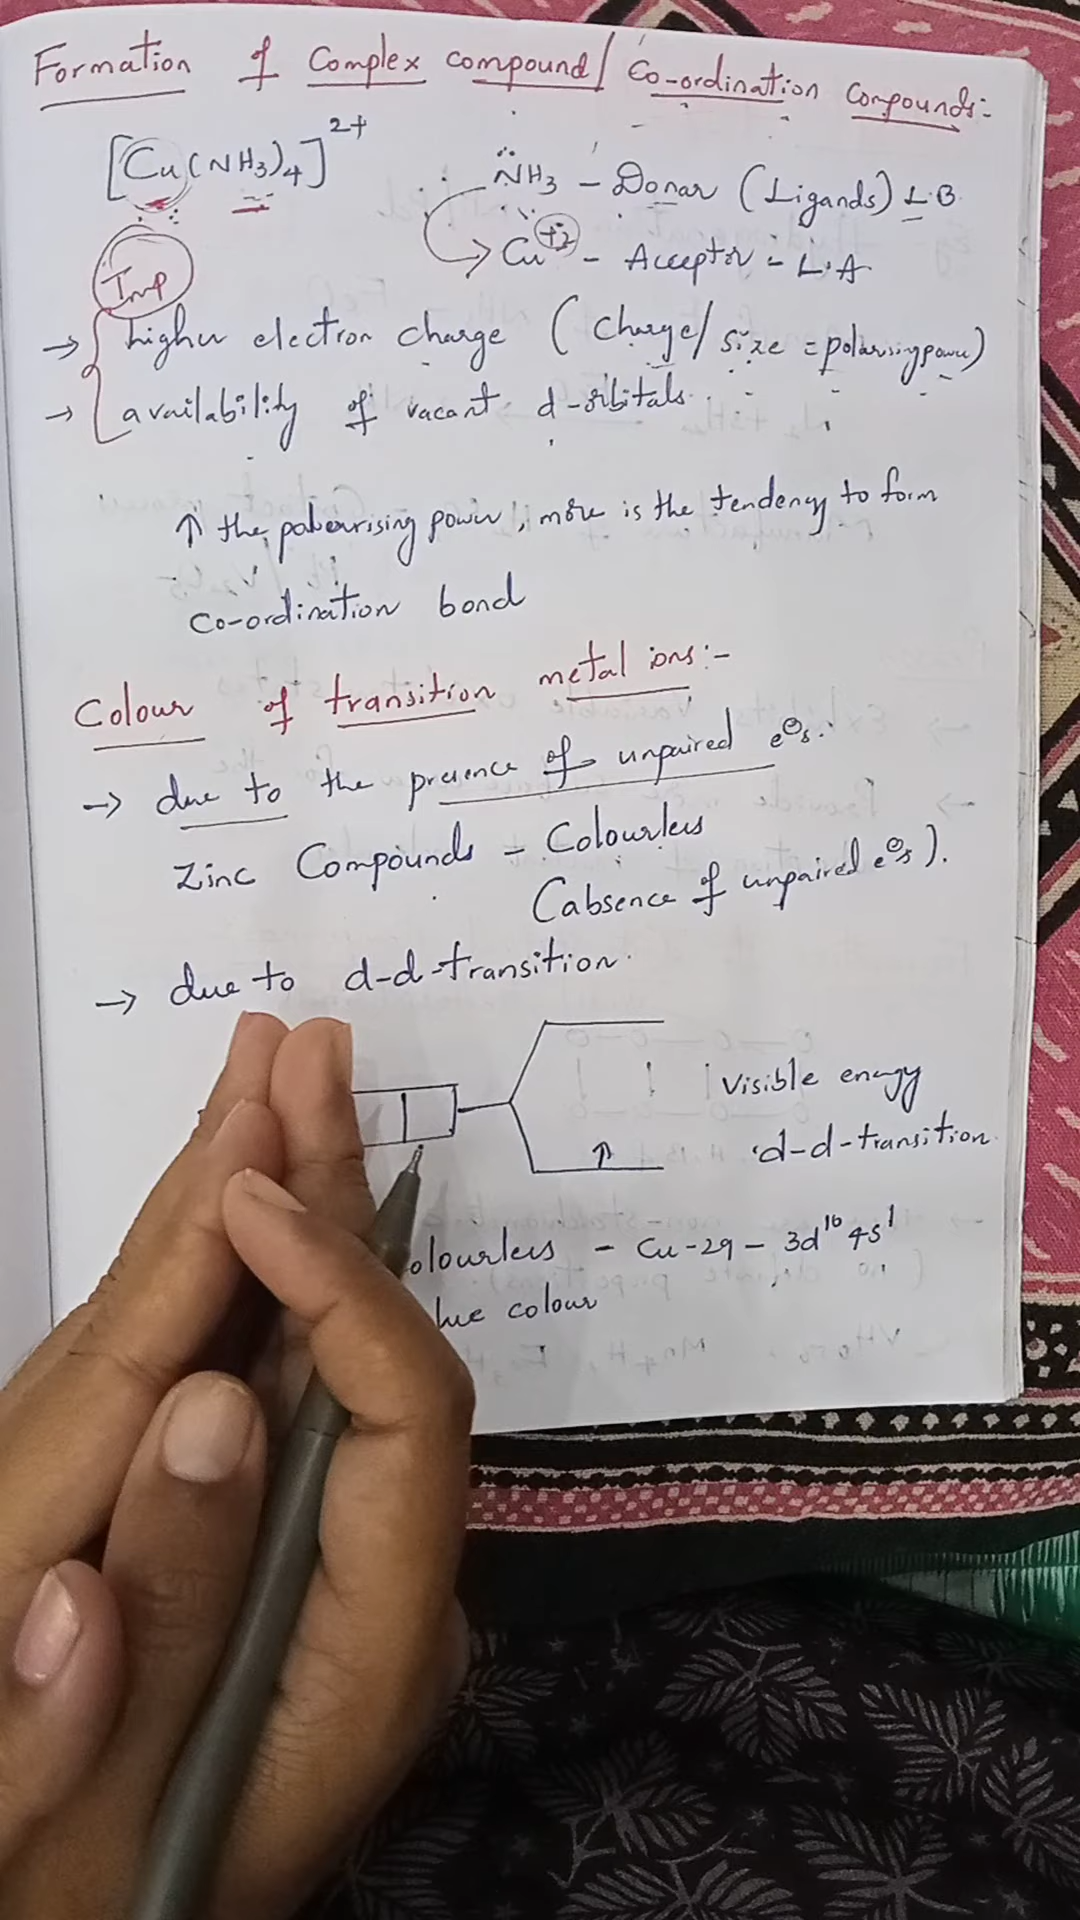 Formation of Complex compound/ Co-ordination Compounds:-
[Cu(NH3)4]2+
NH3 - Donar (Ligands) L.B
Cu+2 - Acceptor - L.A
Imp
→ higher electron charge (Charge/size = polarising power)
→ availability of vacant d-orbitals.
↑ the polarising power, more is the tendency to form
co-ordination bond
Colour of transition metal ions:-
→ due to the presence of unpaired e⊖s.
Zinc Compounds - Colourless
(absence of unpaired e⊖s).
→ due to d-d-transition.
visible energy
↑ d-d-transition.
olourless - Cu-29 - 3d10 4s1
lue colour